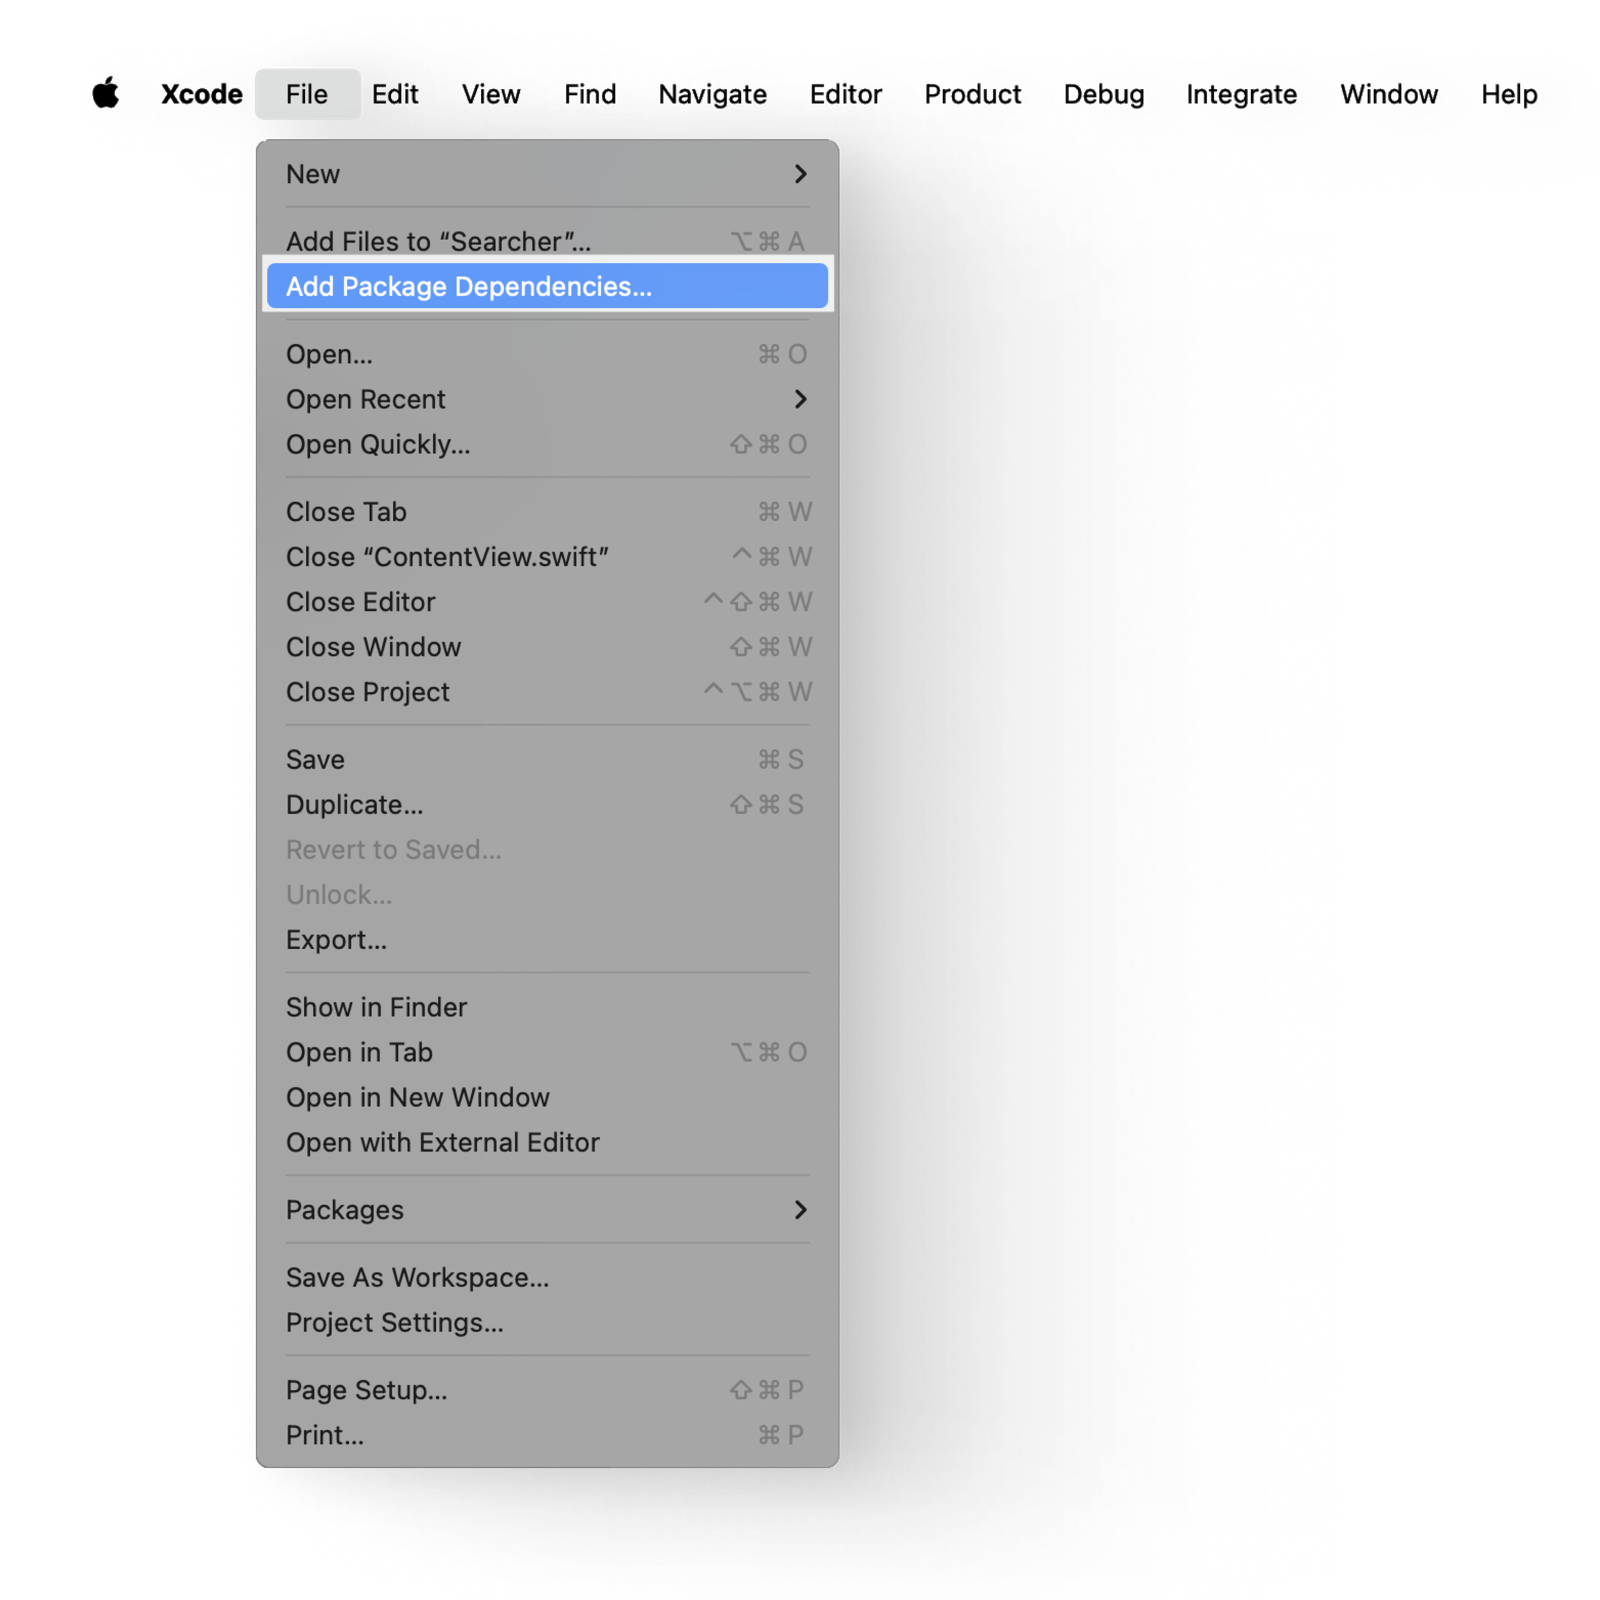 Xcode File Edit View Find Navigate Editor Product Debug Integrate Window Help
New
Add Files to “Searcher”... ⌥⌘ A
Add Package Dependencies...
Open... ⌘ O
Open Recent
Open Quickly... ⇧⌘ O
Close Tab ⌘ W
Close “ContentView.swift” ^⌘ W
Close Editor ^⇧⌘ W
Close Window ⇧⌘ W
Close Project ^⌥⌘ W
Save ⌘ S
Duplicate... ⇧⌘ S
Revert to Saved...
Unlock...
Export...
Show in Finder
Open in Tab ⌥⌘ O
Open in New Window
Open with External Editor
Packages
Save As Workspace...
Project Settings...
Page Setup... ⇧⌘ P
Print... ⌘ P